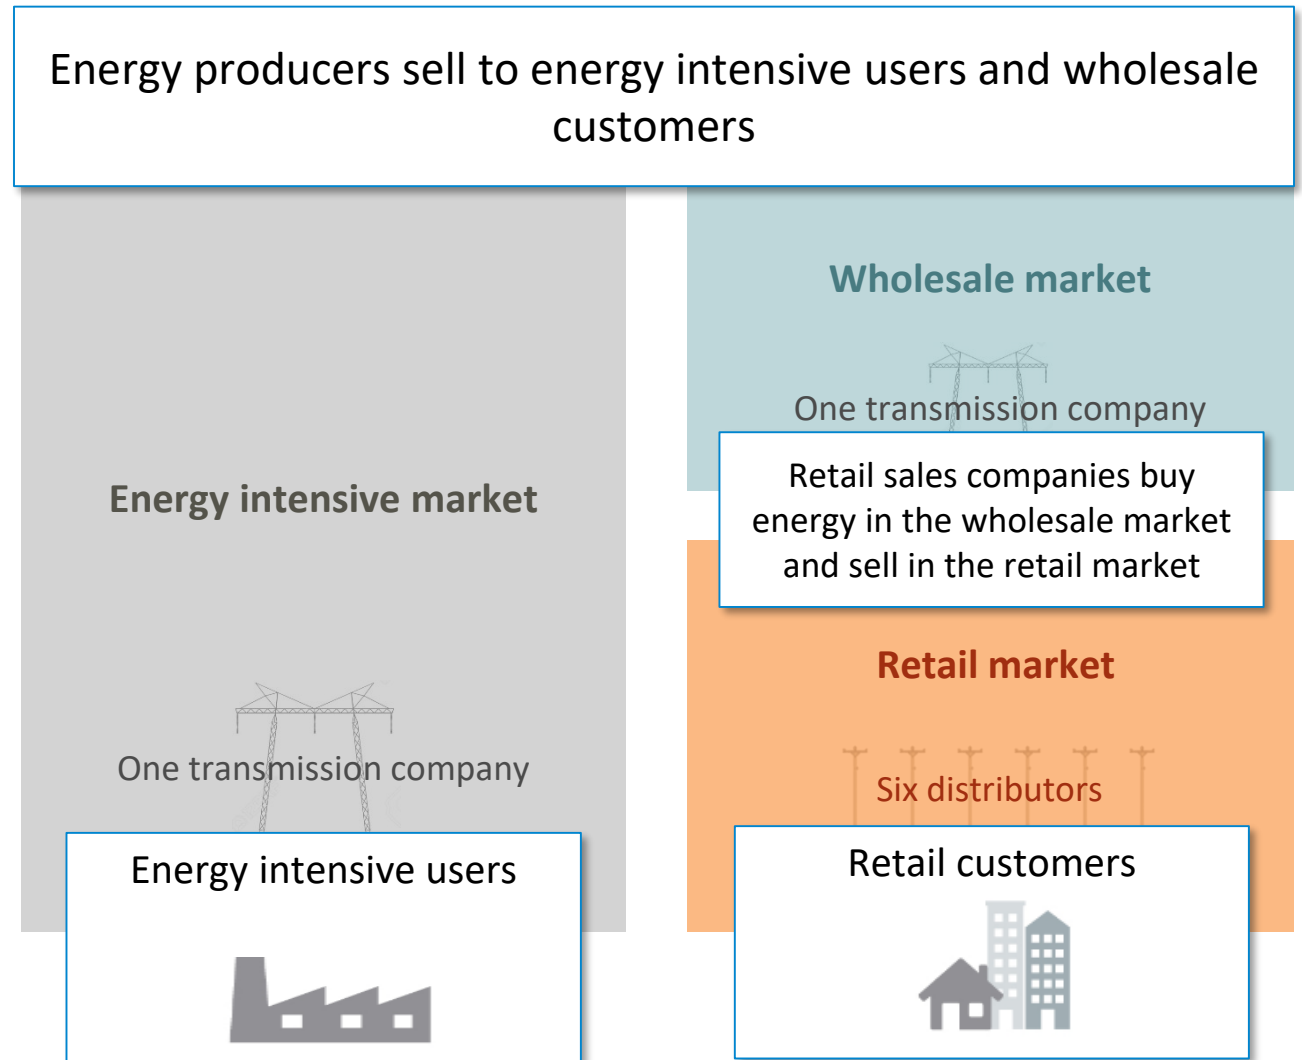 Energy producers sell to energy intensive users and wholesale
customers
Energy intensive market
One transmission company
Energy intensive users
Wholesale market
One transmission company
Retail sales companies buy
energy in the wholesale market
and sell in the retail market
Retail market
Six distributors
Retail customers